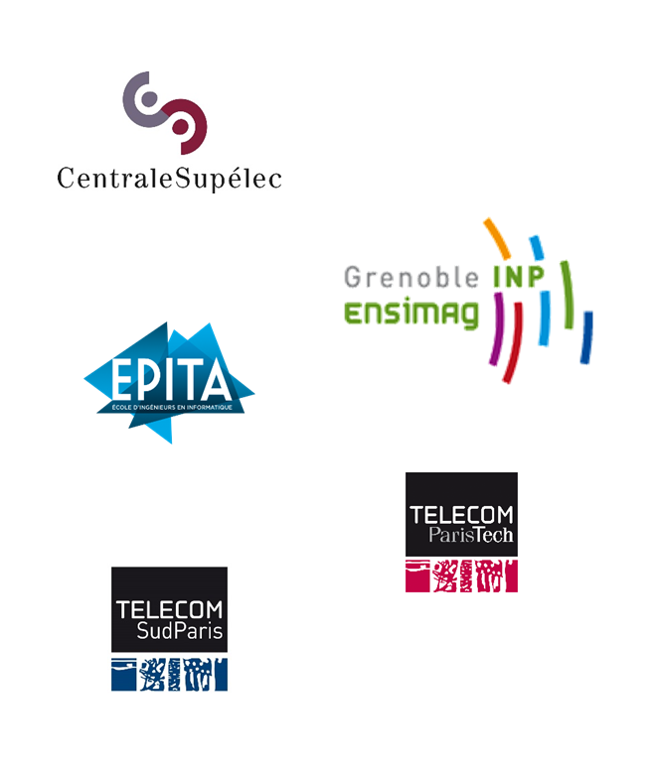 CentraleSupélec
Grenoble INP
ENSIMAG
EPITA
ÉCOLE D'INGÉNIEURS EN INFORMATIQUE
TELECOM
ParisTech
TELECOM
SudParis